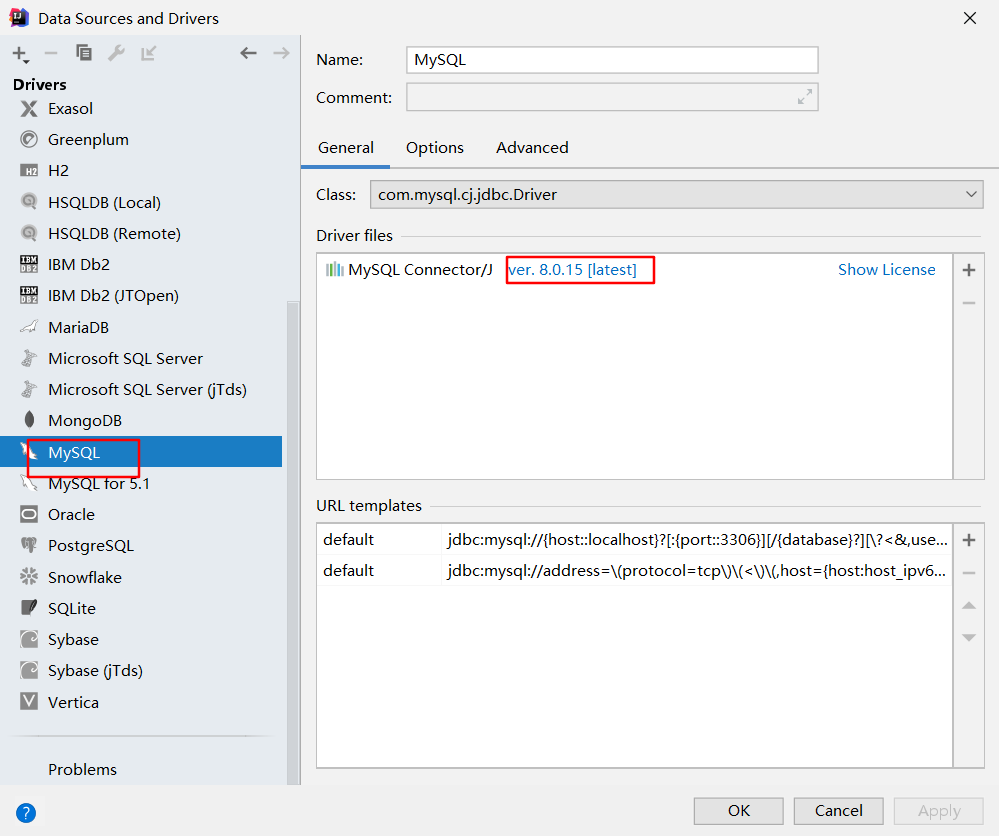 Data Sources and Drivers
Drivers
Exasol
Greenplum
H2
HSQLDB (Local)
HSQLDB (Remote)
IBM Db2
IBM Db2 (JTOpen)
MariaDB
Microsoft SQL Server
Microsoft SQL Server (jTds)
MongoDB
MySQL
MySQL for 5.1
Oracle
PostgreSQL
Snowflake
SQLite
Sybase
Sybase (jTds)
Vertica
Problems
Name: MySQL
Comment:
General Options Advanced
Class: com.mysql.cj.jdbc.Driver
Driver files
MySQL Connector/J ver. 8.0.15 [latest] Show License
URL templates
default jdbc:mysql://{host::localhost}?[:{port::3306}][/{database}?][\?<&,use...
default jdbc:mysql://address=\(protocol=tcp\)\(<\)\(,host={host:host_ipv6...
? OK Cancel Apply